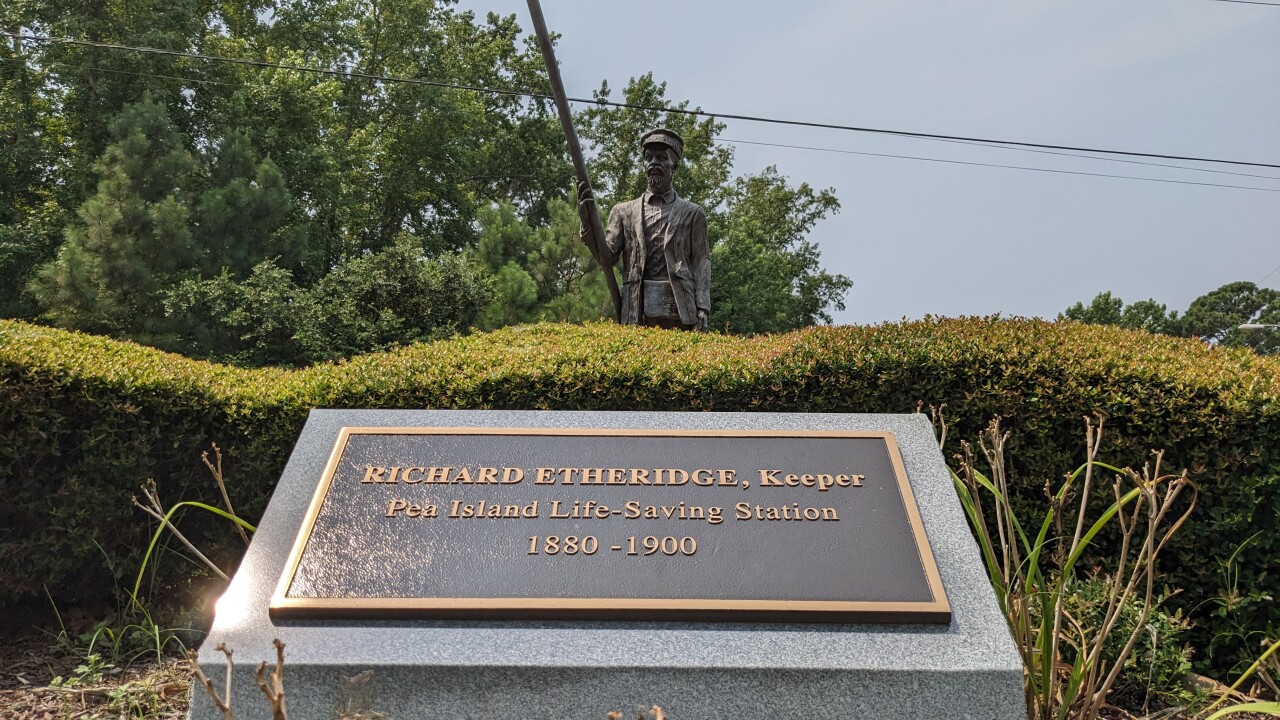 RICHARD ETHERIDGE, Keeper
Pea Island Life-Saving Station
1880 -1900